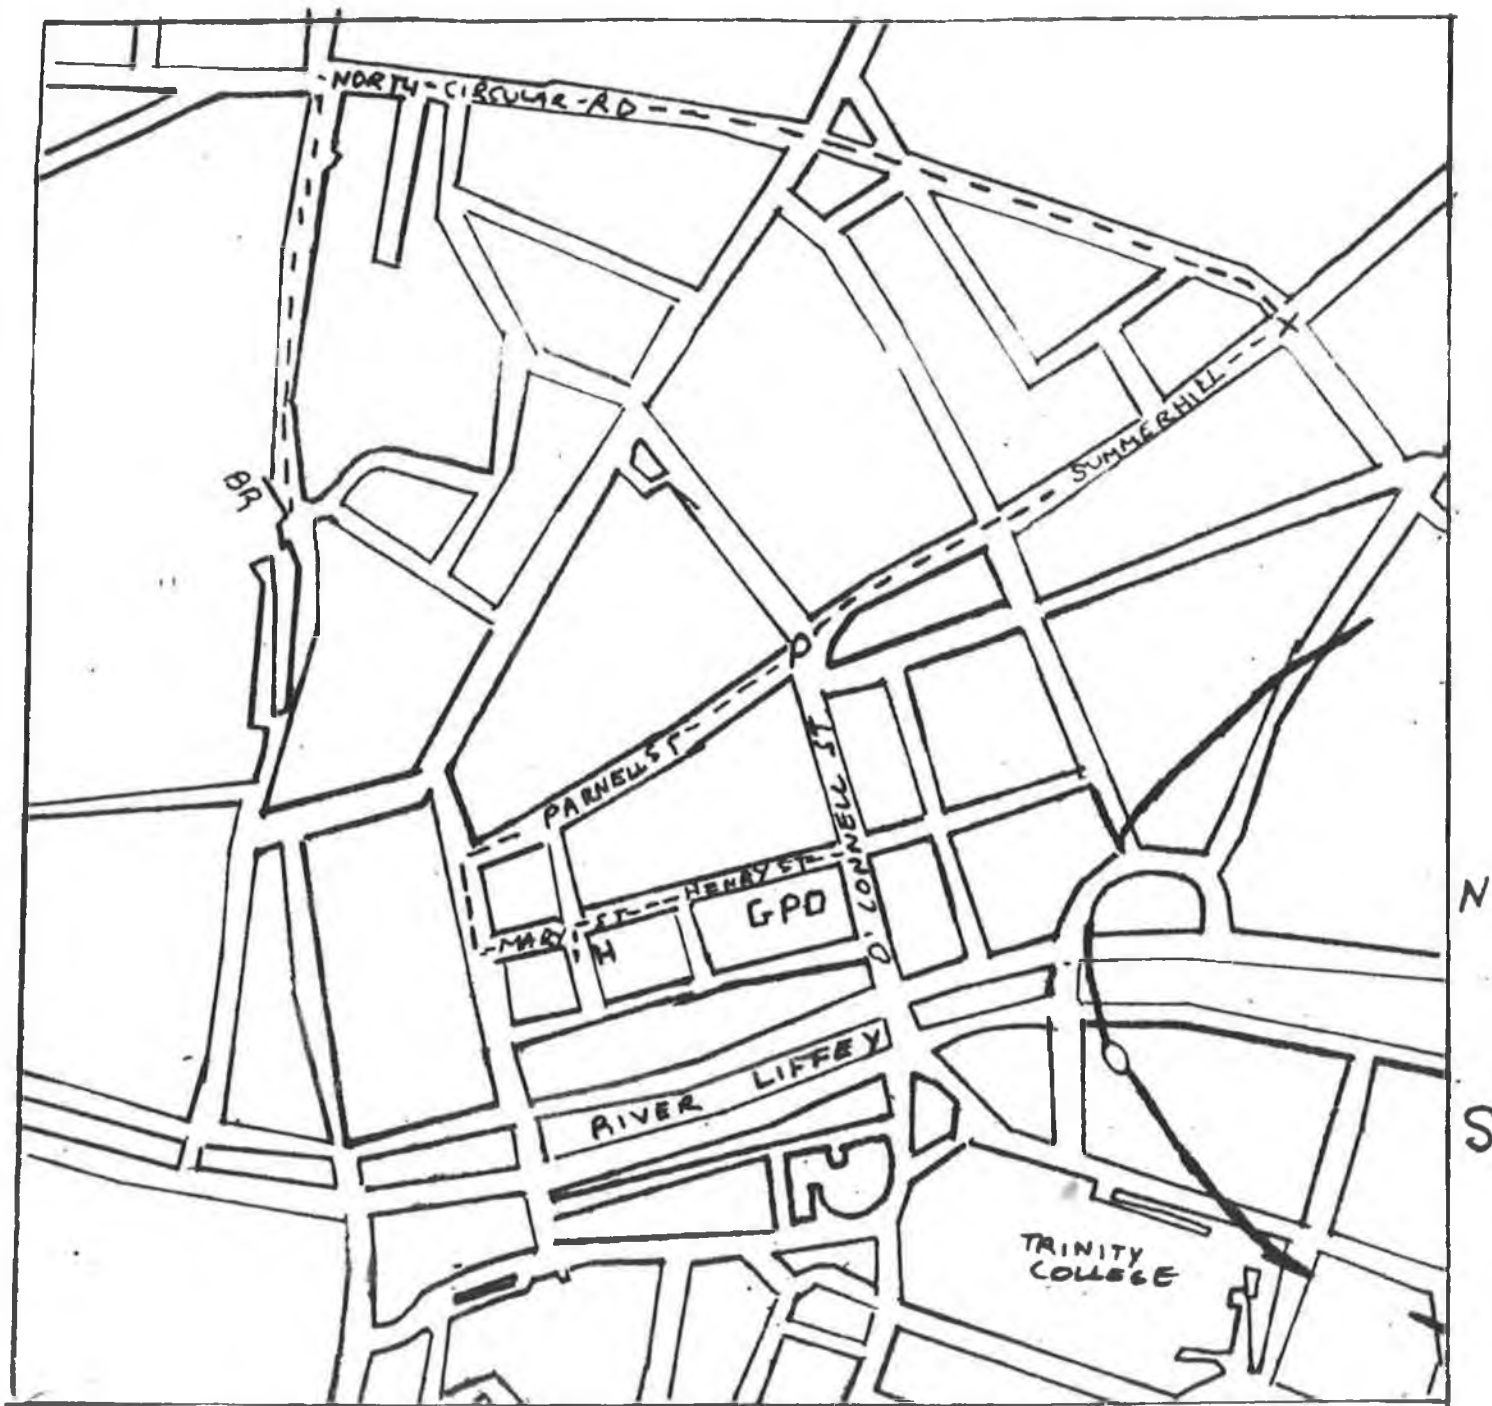 NORTH-CIRCULAR-RD
X
SUMMERHILL
BR
P
PARNELL ST
O'CONNELL ST
HENRY ST
GPO
MARY ST
H
N
RIVER LIFFEY
S
TRINITY
COLLEGE